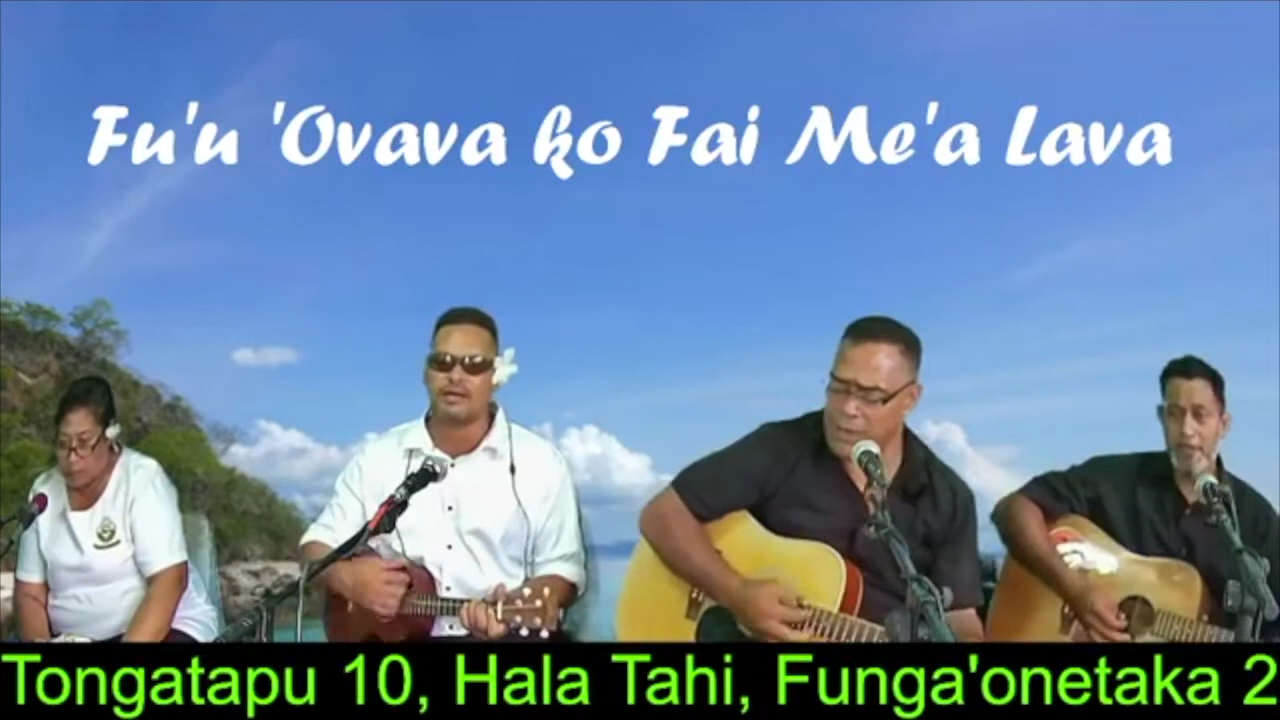 Fu'u 'Ovava ko Fai Me'a Lava
Tongatapu 10, Hala Tahi, Funga'onetaka 2